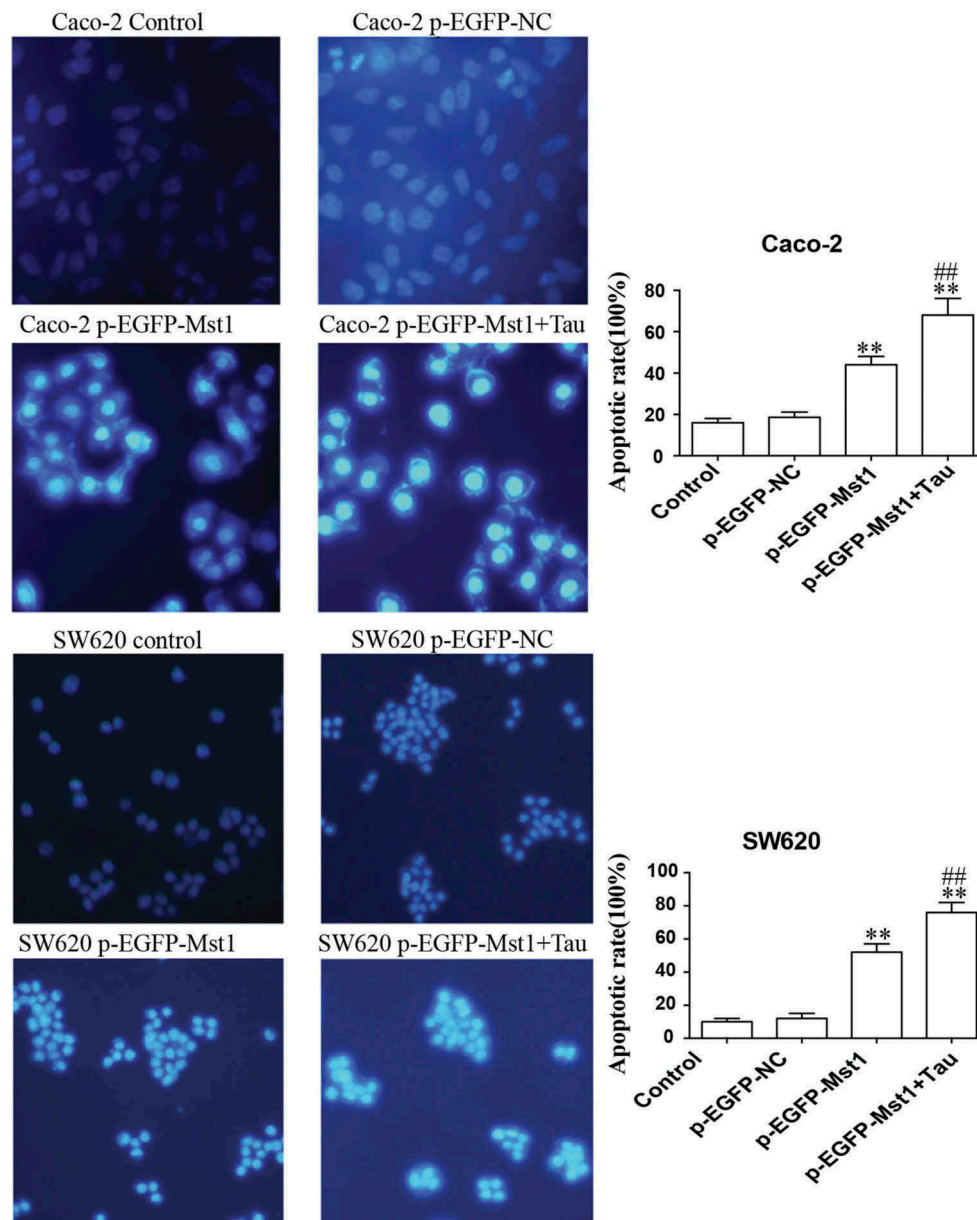 Caco-2 Control
Caco-2 p-EGFP-NC
Caco-2 p-EGFP-Mst1
Caco-2 p-EGFP-Mst1+Tau
Caco-2
Apoptotic rate(100%)
80
60
40
20
0
**
##
**
Control
p-EGFP-NC
p-EGFP-Mst1
p-EGFP-Mst1+Tau
SW620 control
SW620 p-EGFP-NC
SW620 p-EGFP-Mst1
SW620 p-EGFP-Mst1+Tau
SW620
Apoptotic rate(100%)
100
80
60
40
20
0
**
##
**
Control
p-EGFP-NC
p-EGFP-Mst1
p-EGFP-Mst1+Tau